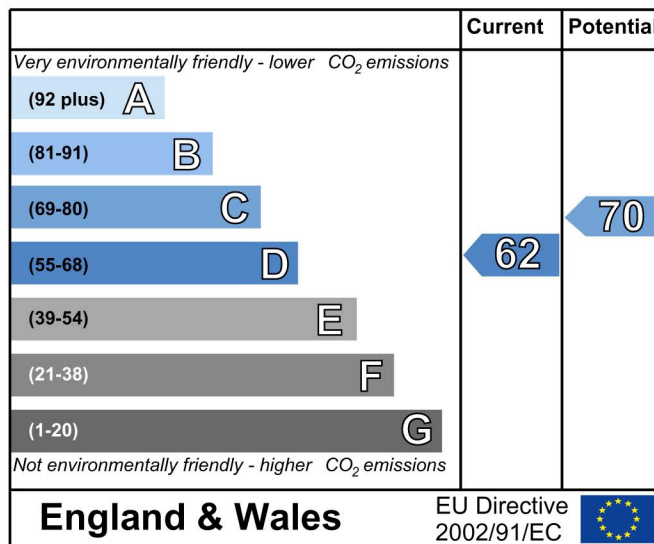 Current Potential
Very environmentally friendly - lower CO2 emissions
(92 plus) A
(81-91) B
(69-80) C
(55-68) D
(39-54) E
(21-38) F
(1-20) G
62
70
Not environmentally friendly - higher CO2 emissions
England & Wales
EU Directive
2002/91/EC